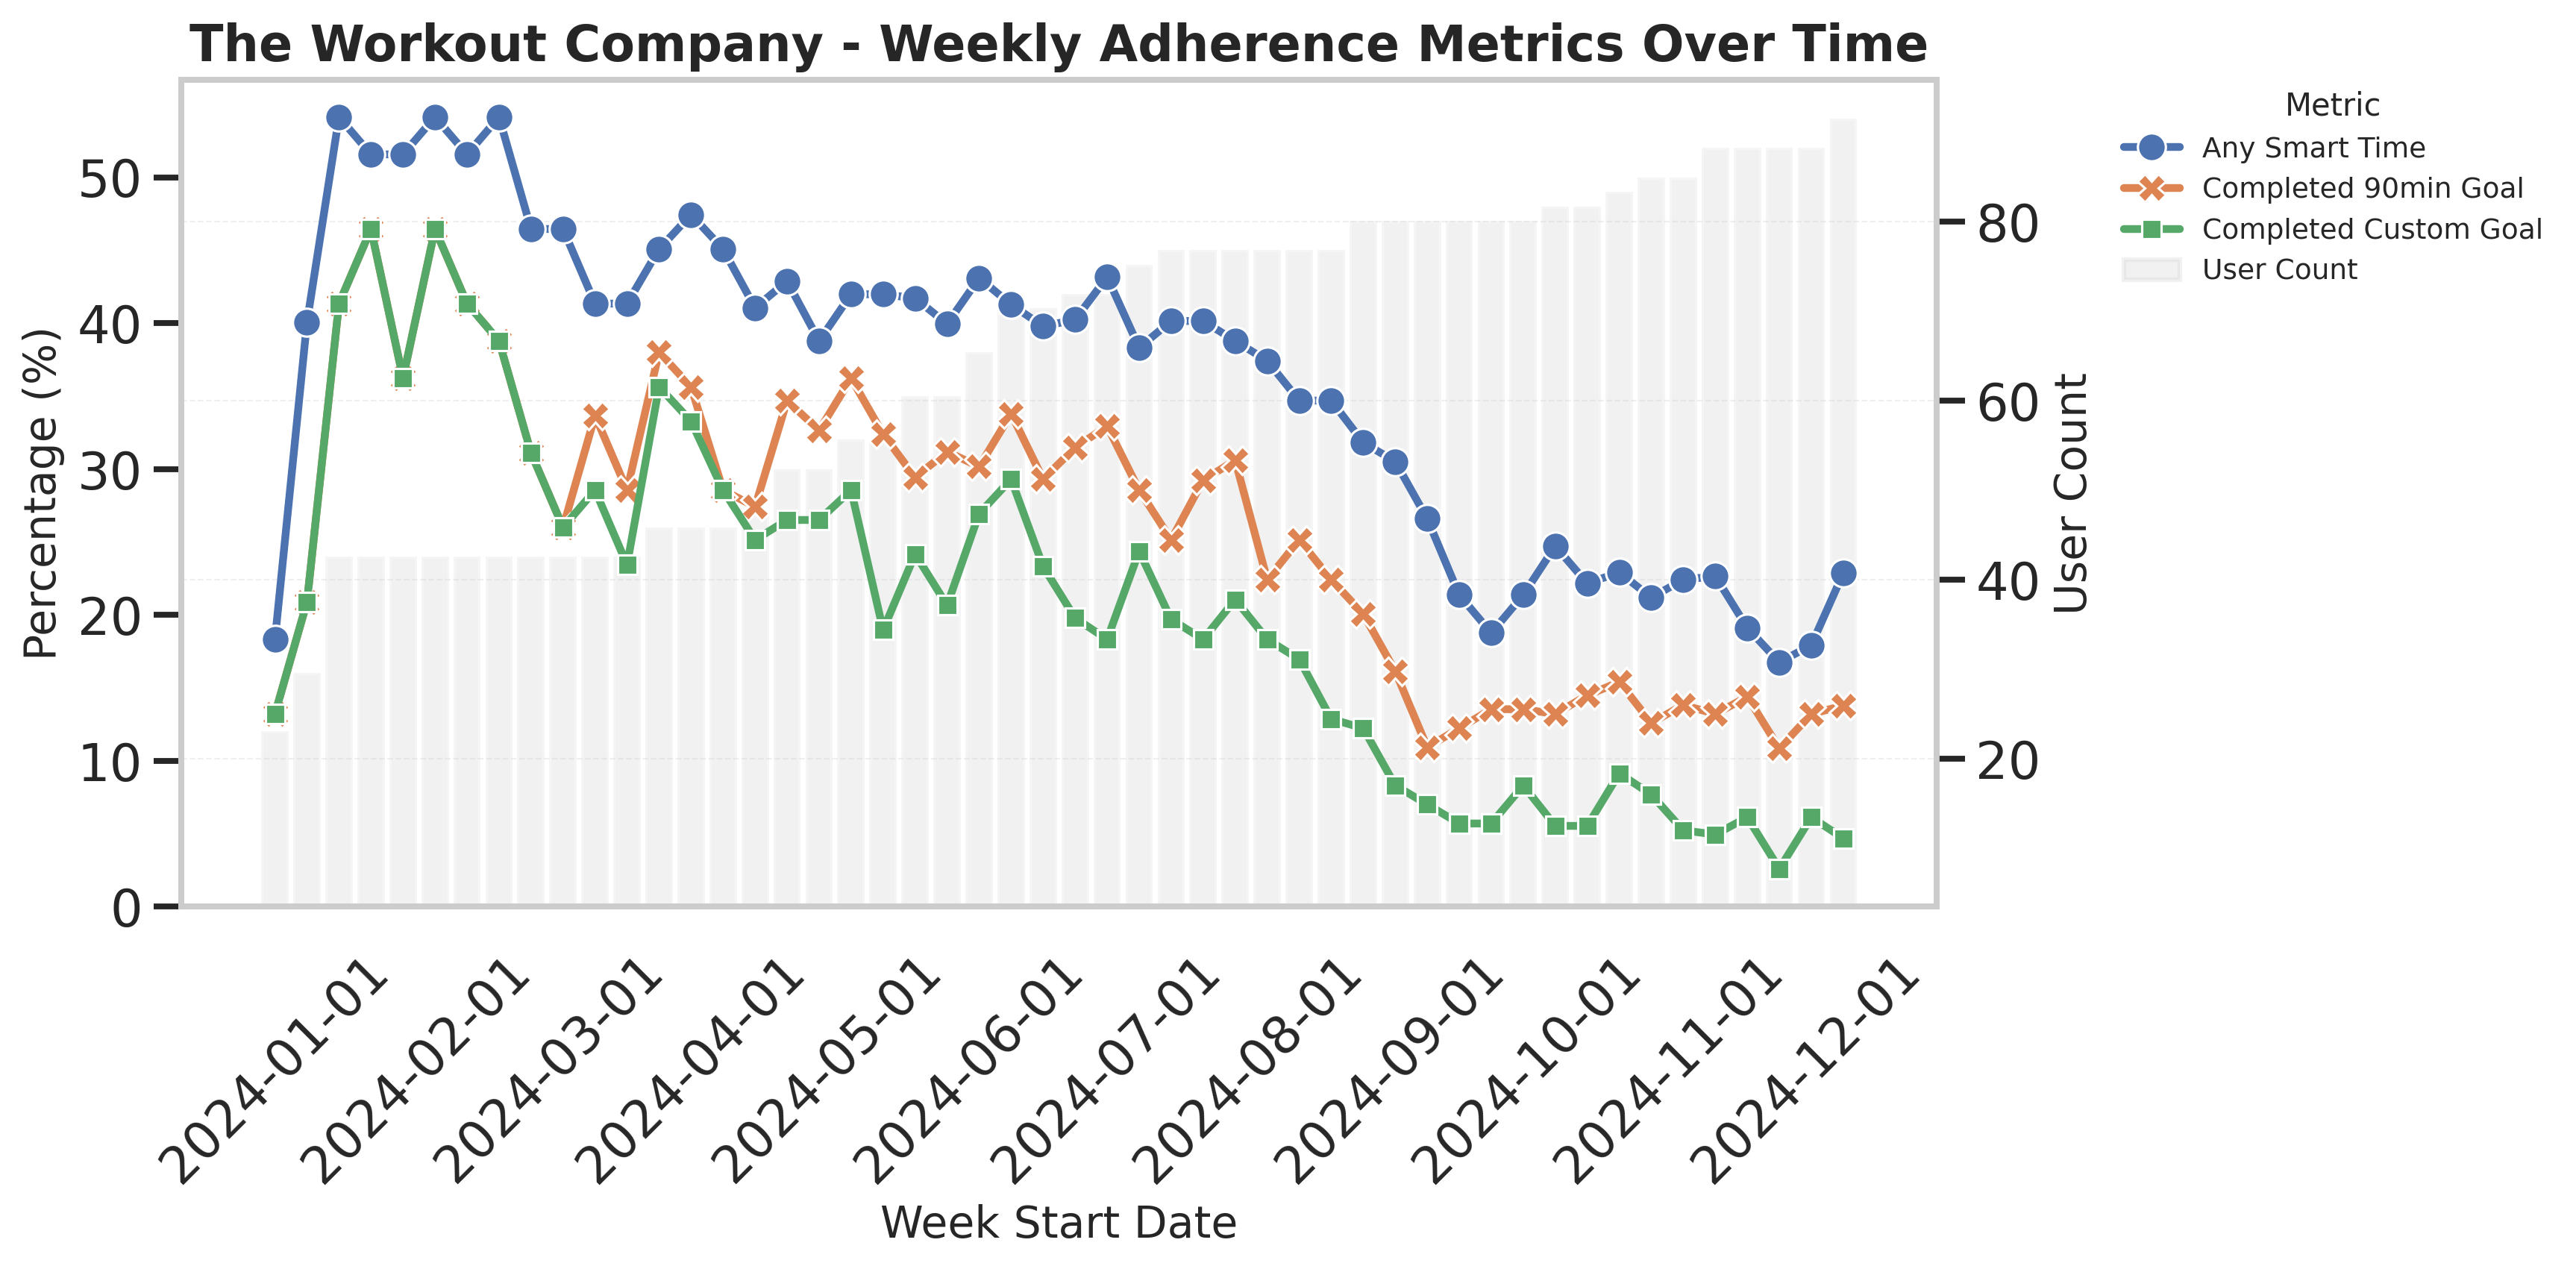 The Workout Company - Weekly Adherence Metrics Over Time
Metric
Any Smart Time
Completed 90min Goal
Completed Custom Goal
User Count
Percentage (%)
50
40
30
20
10
0
80
60
40
20
User Count
2024-01-01
2024-02-01
2024-03-01
2024-04-01
2024-05-01
2024-06-01
2024-07-01
2024-08-01
2024-09-01
2024-10-01
2024-11-01
2024-12-01
Week Start Date